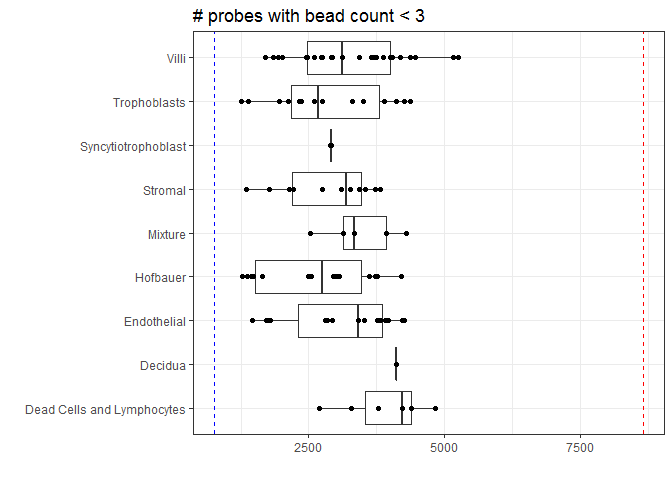 # probes with bead count < 3
Villi
Trophoblasts
Syncytiotrophoblast
Stromal
Mixture
Hofbauer
Endothelial
Decidua
Dead Cells and Lymphocytes
2500 5000 7500